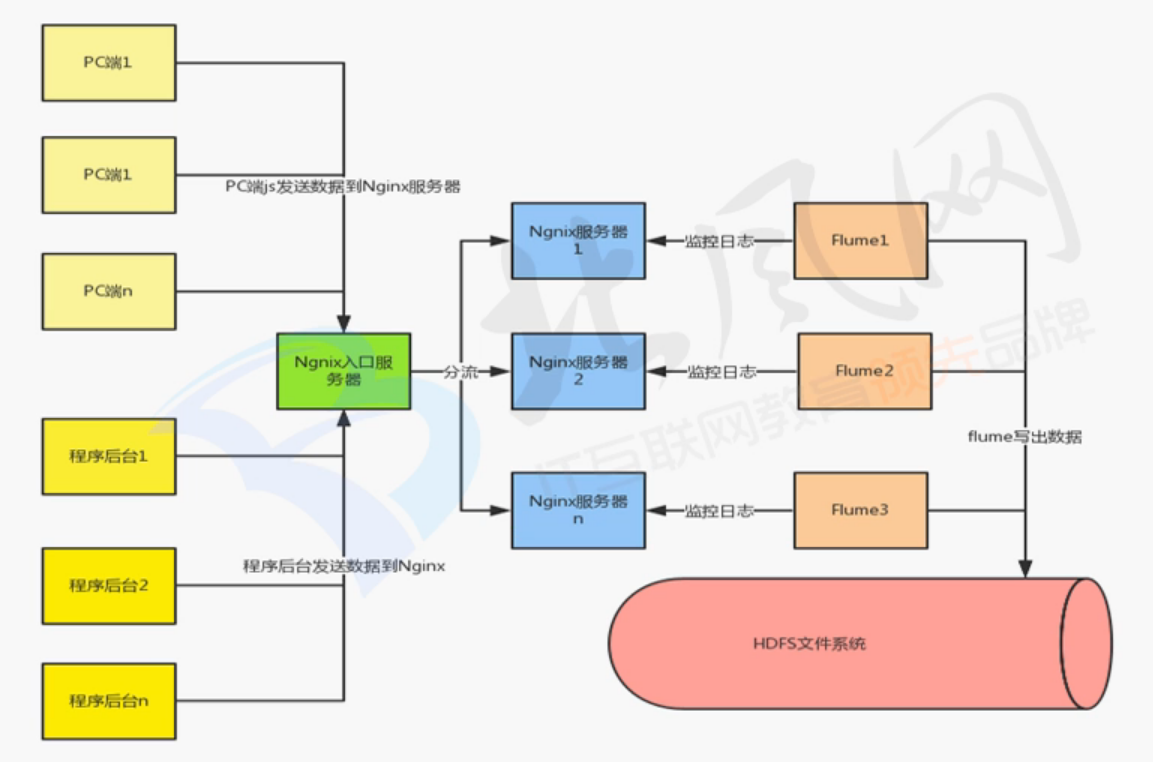 PC端1
PC端1
PC端js发送数据到Nginx服务器
PC端n
Ngnix入口服
务器
程序后台1
程序后台发送数据到Nginx
程序后台2
程序后台n
分流
Ngnix服务器
1
监控日志
Flume1
Nginx服务器
2
监控日志
Flume2
Nginx服务器
n
监控日志
Flume3
flume写出数据
HDFS文件系统
北风网
IT互联网教育领先品牌